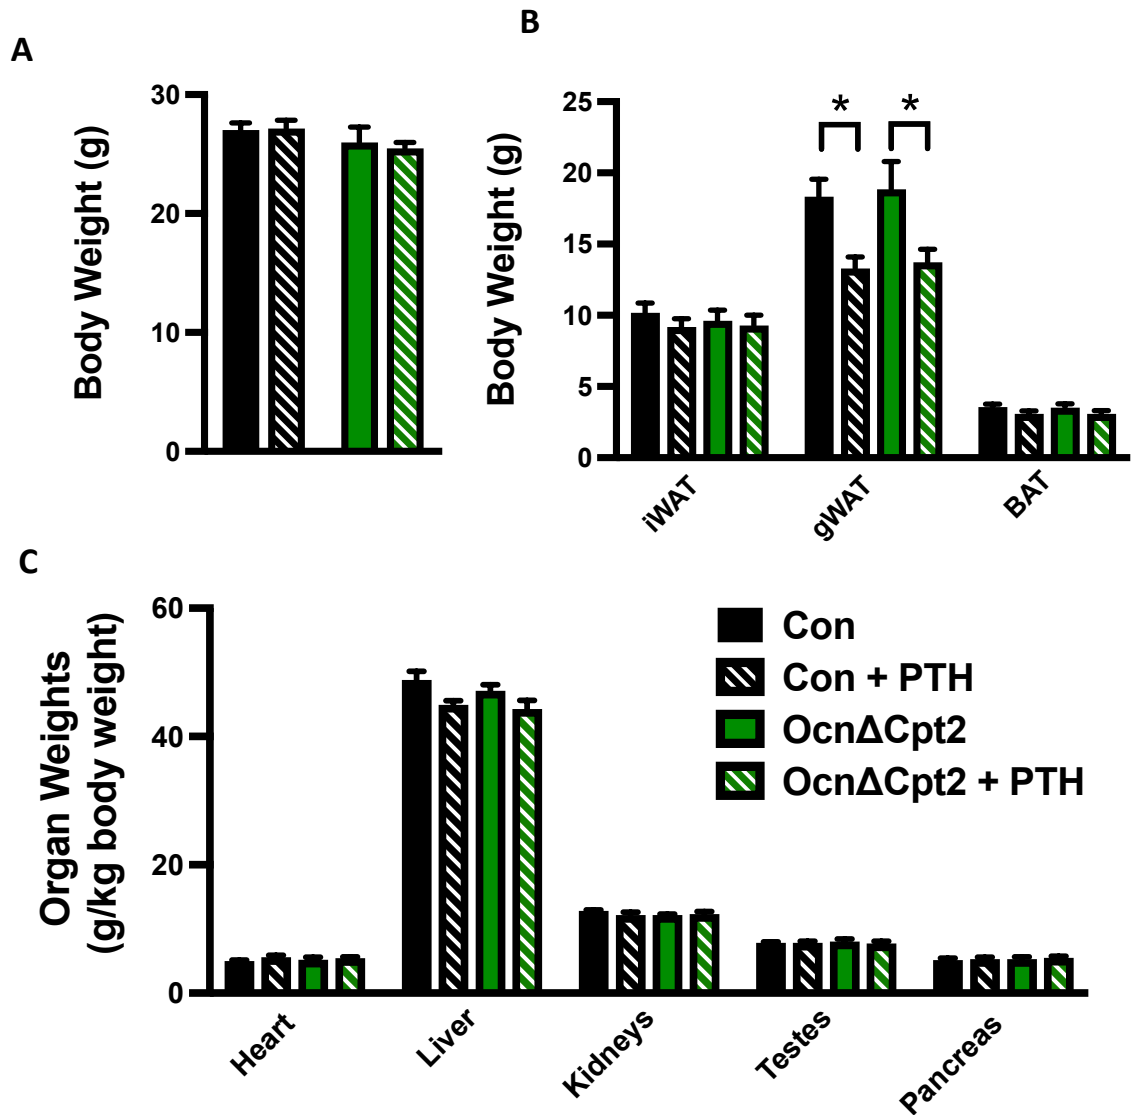 A
Body Weight (g)
30
20
10
0
B
Body Weight (g)
25
20
15
10
5
0
* *
iWAT gWAT BAT
C
Organ Weights
(g/kg body weight)
60
40
20
0
Con
Con + PTH
OcnΔCpt2
OcnΔCpt2 + PTH
Heart Liver Kidneys Testes Pancreas